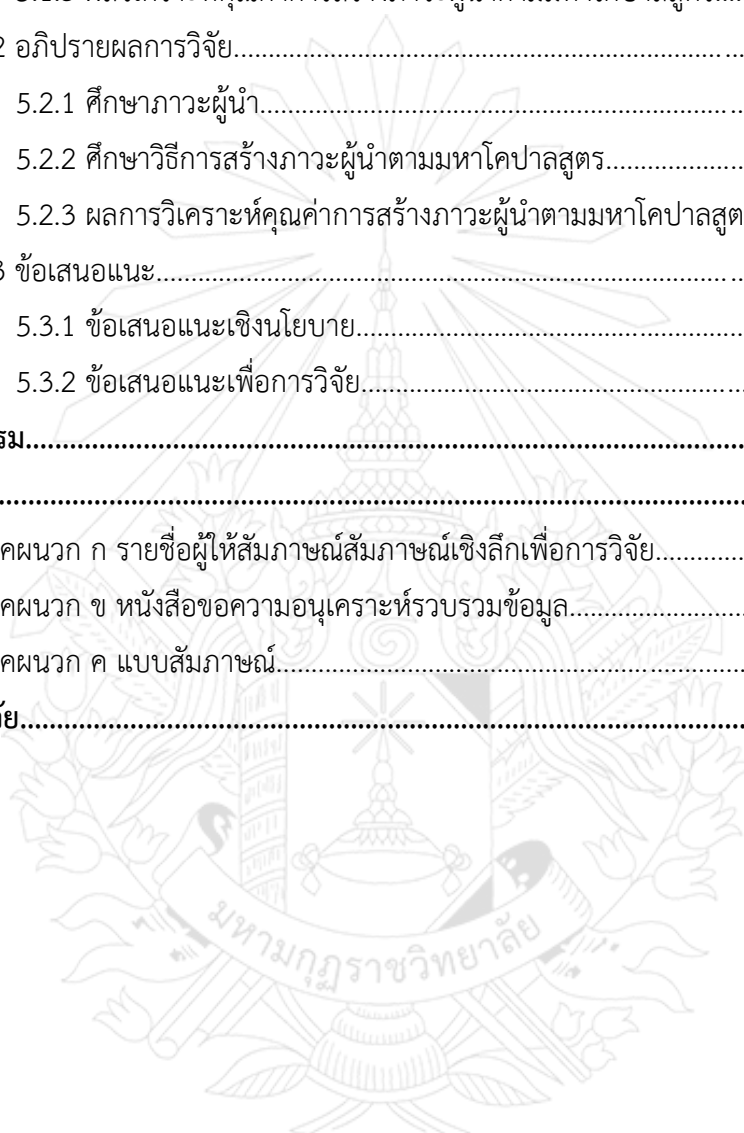 2 อภิปรายผลการวิจัย
5.2.1 ศึกษาภาวะผู้นำ
5.2.2 ศึกษาวิธีการสร้างภาวะผู้นำตามมหาโคปาลสูตร
5.2.3 ผลการวิเคราะห์คุณค่าการสร้างภาวะผู้นำตามมหาโคปาลสูต
3 ข้อเสนอแนะ
5.3.1 ข้อเสนอแนะเชิงนโยบาย
5.3.2 ข้อเสนอแนะเพื่อการวิจัย
รม
คผนวก ก รายชื่อผู้ให้สัมภาษณ์สัมภาษณ์เชิงลึกเพื่อการวิจัย
คผนวก ข หนังสือขอความอนุเคราะห์รวบรวมข้อมูล
คผนวก ค แบบสัมภาษณ์
ัย
มหามกุฏราชวิทยาลัย